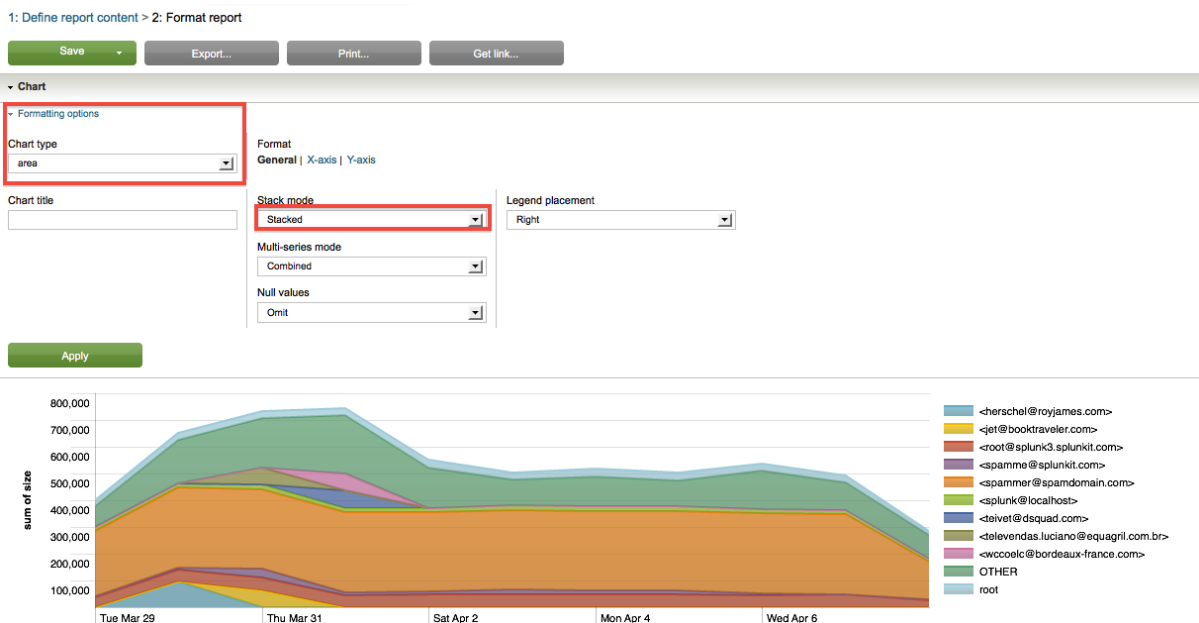 1: Define report content > 2: Format report
Save
Export...
Print...
Get link...
Chart
Formatting options
Chart type
area
Format
General | X-axis | Y-axis
Chart title
Stack mode
Stacked
Legend placement
Right
Multi-series mode
Combined
Null values
Omit
Apply
sum of size
800,000
700,000
600,000
500,000
400,000
300,000
200,000
100,000
Tue Mar 29
Thu Mar 31
Sat Apr 2
Mon Apr 4
Wed Apr 6
<herschel@royjames.com>
<jet@booktraveler.com>
<root@splunk3.splunkit.com>
<spamme@splunkit.com>
<spammer@spamdomain.com>
<splunk@localhost>
<teivet@dsquad.com>
<televendas.luciano@equagril.com.br>
<wccoelc@bordeaux-france.com>
OTHER
root